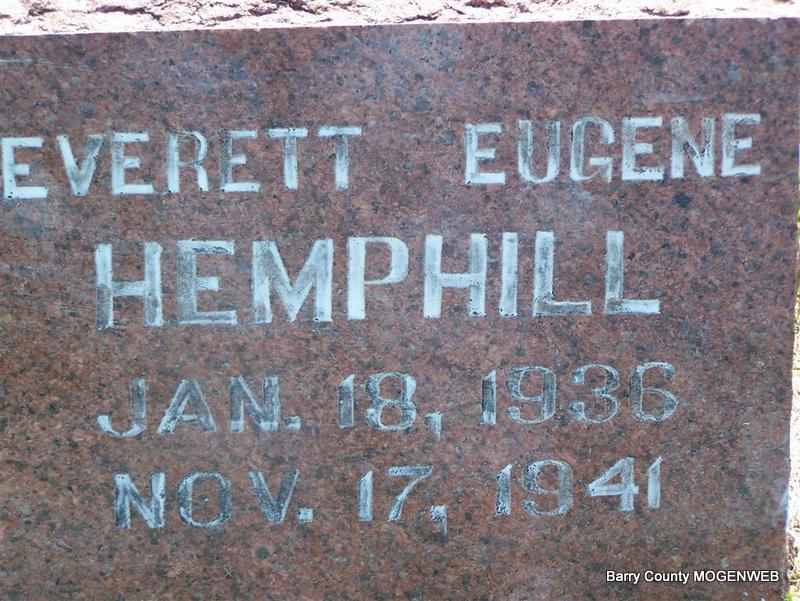 EVERETT EUGENE
HEMPHILL
JAN. 18, 1936
NOV. 17, 1941
Barry County MOGENWEB